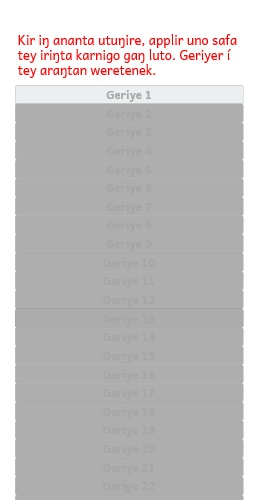 Kir iŋ ananta utuŋire, applir uno safa
tey iriŋta karnigo gaŋ luto. Geriyer í
tey araŋtan weretenek.
Geriye 1
Geriye 2
Geriye 3
Geriye 4
Geriye 5
Geriye 6
Geriye 7
Geriye 8
Geriye 9
Geriye 10
Geriye 11
Geriye 12
Geriye 13
Geriye 14
Geriye 15
Geriye 16
Geriye 17
Geriye 18
Geriye 19
Geriye 20
Geriye 21
Geriye 22